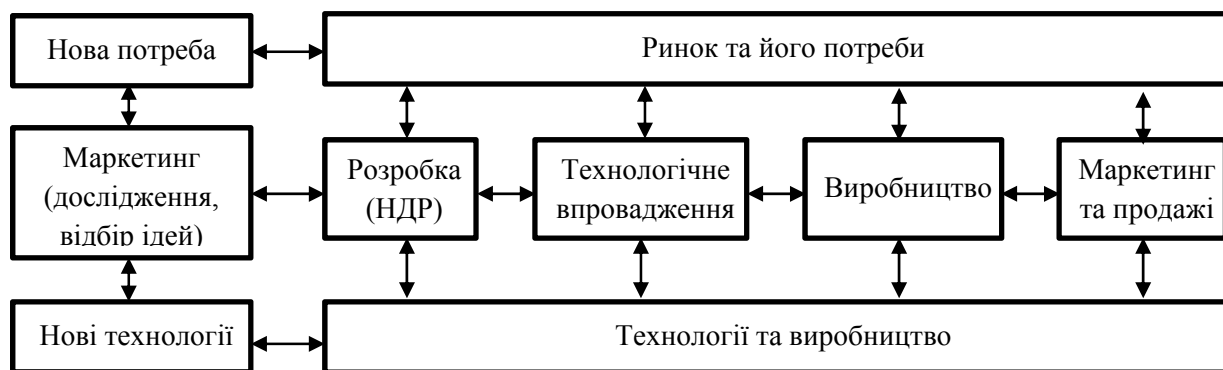 Нова потреба
Ринок та його потреби
Маркетинг
(дослідження,
відбір ідей)
Розробка
(НДР)
Технологічне
впровадження
Виробництво
Маркетинг
та продажі
Нові технології
Технології та виробництво